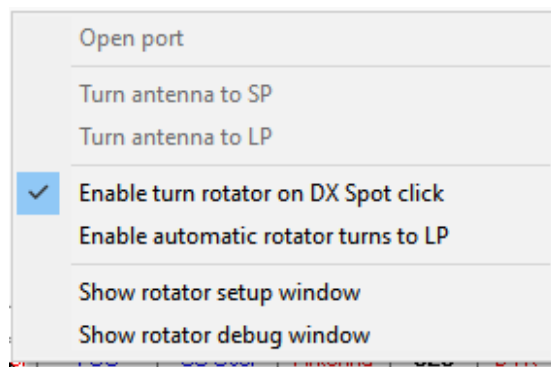 Open port
Turn antenna to SP
Turn antenna to LP
Enable turn rotator on DX Spot click
Enable automatic rotator turns to LP
Show rotator setup window
Show rotator debug window